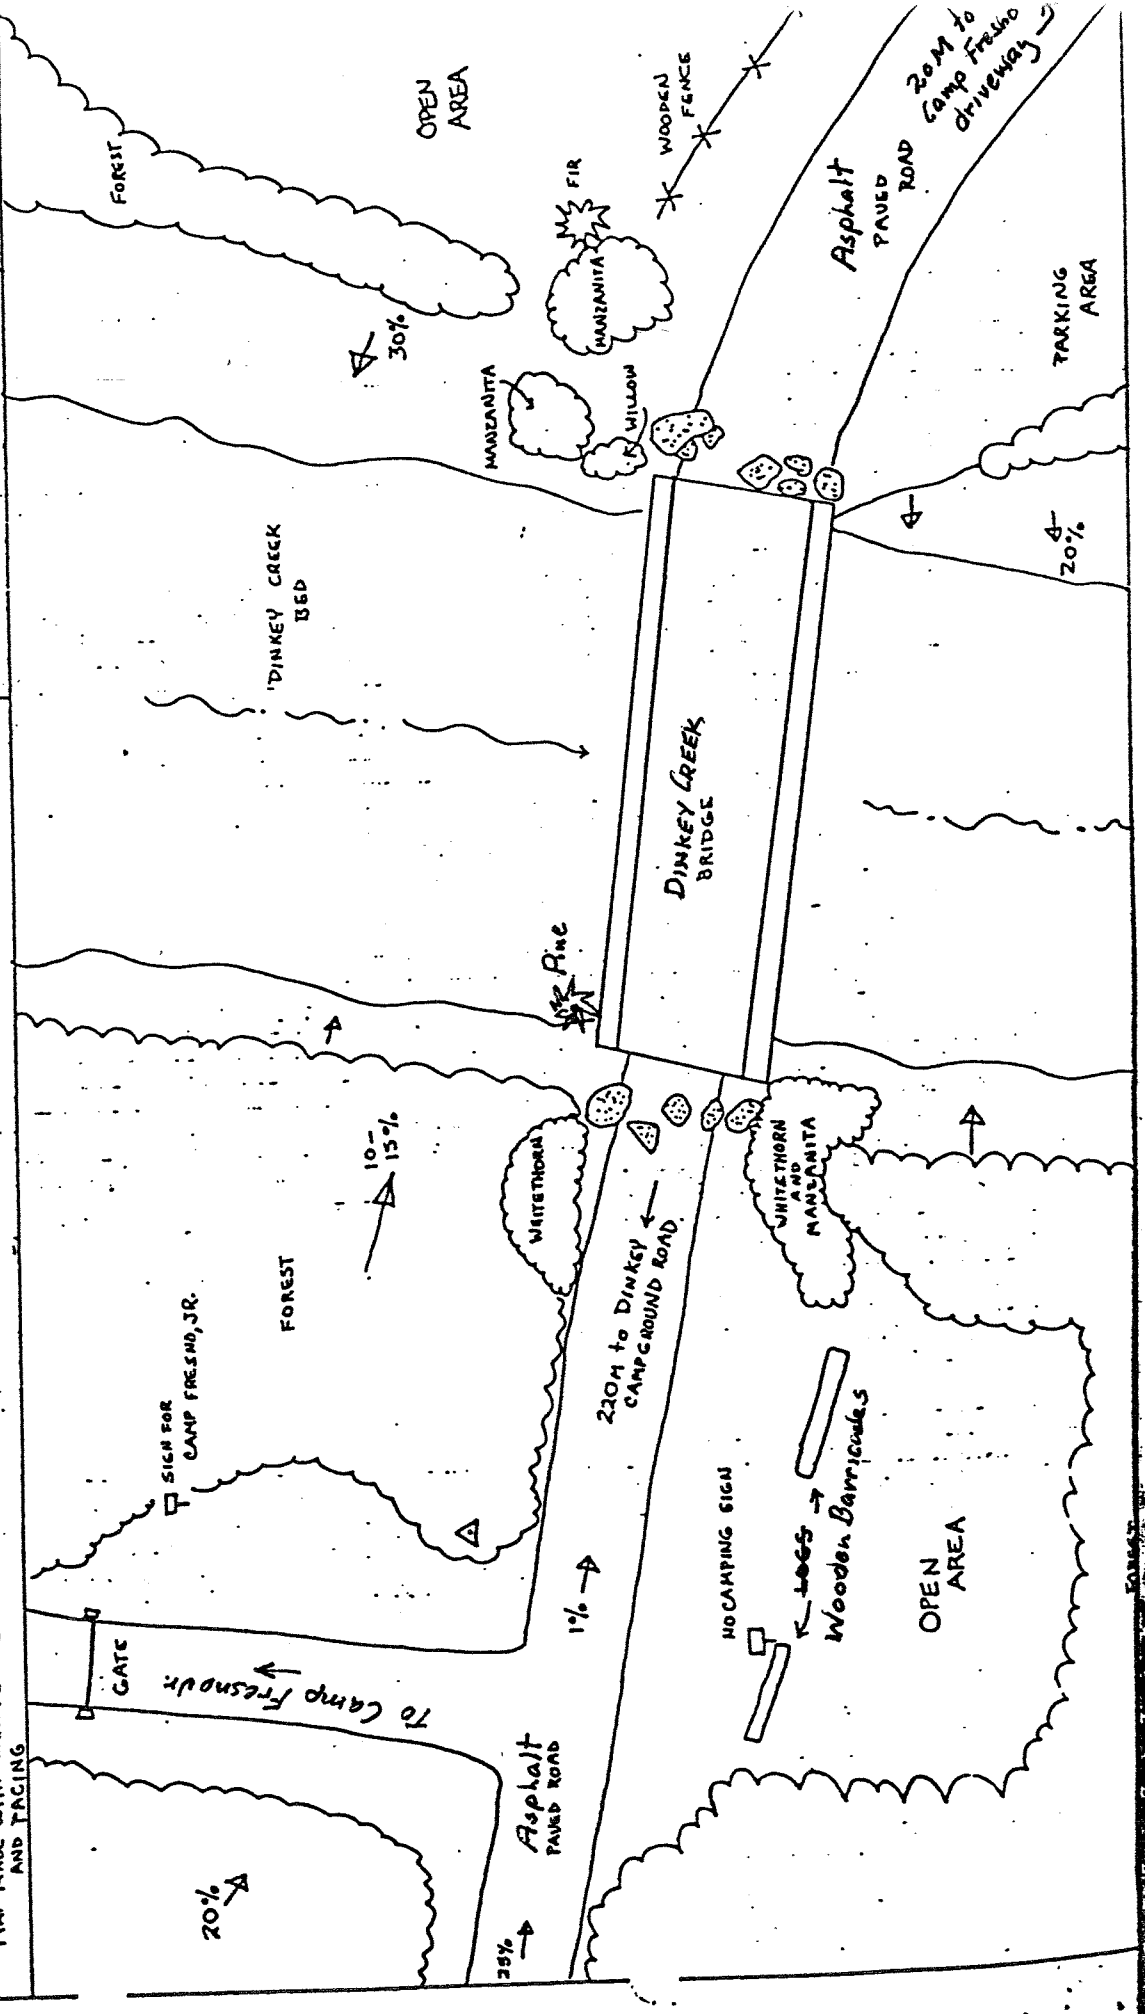 AND PACING
20%
25%
GATE
To Camp Fresno Jr.
Asphalt
PAVED ROAD
SIGN FOR
CAMP FRESNO, JR.
FOREST
10-
15%
1%
WHITETHORN
220M to DINKEY
CAMPGROUND ROAD
NO CAMPING SIGN
LOGS
Wooden Barricades
OPEN
AREA
FOREST
WHITETHORN
AND
MANZANITA
Pine
DINKEY CREEK
BRIDGE
DINKEY CREEK
BED
30%
MANZANITA
WILLOW
MANZANITA
FIR
FOREST
OPEN
AREA
WOODEN
FENCE
Asphalt
PAVED
ROAD
20M to
Camp Fresno
driveway
PARKING
AREA
20%